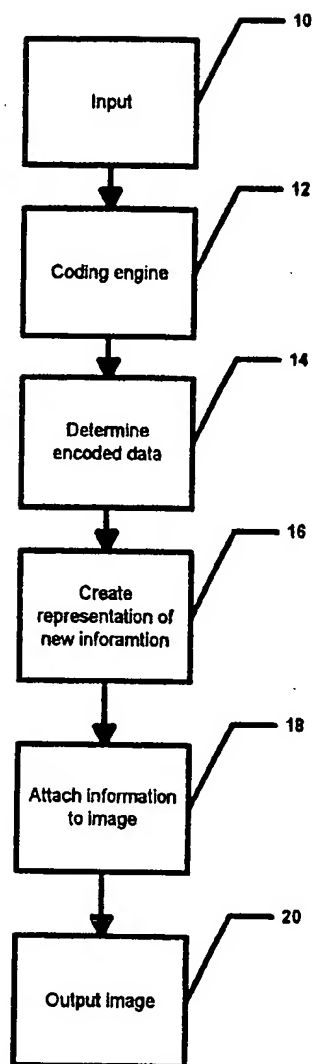 10
Input
12
Coding engine
14
Determine
encoded data
16
Create
representation of
new inforamtion
18
Attach information
to image
20
Output image